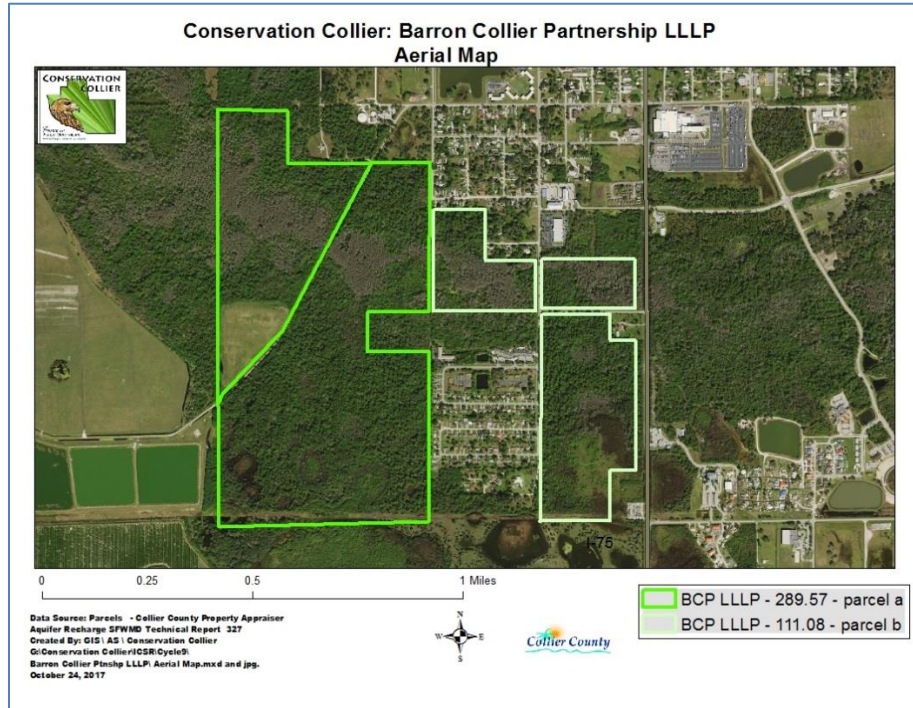 Conservation Collier: Barron Collier Partnership LLLP
Aerial Map
CONSERVATION
COLLIER
I-75
0 0.25 0.5 1 Miles
BCP LLLP - 289.57 - parcel a
BCP LLLP - 111.08 - parcel b
Data Source: Parcels - Collier County Property Appraiser
Aquifer Recharge SFWMD Technical Report 327
Created By: GIS \ AS \ Conservation Collier
G:\Conservation Collier\ICSR\Cycle9\
Barron Collier Ptnshp LLLP\ Aerial Map.mxd and jpg.
October 24, 2017
N
W E
S
Collier County